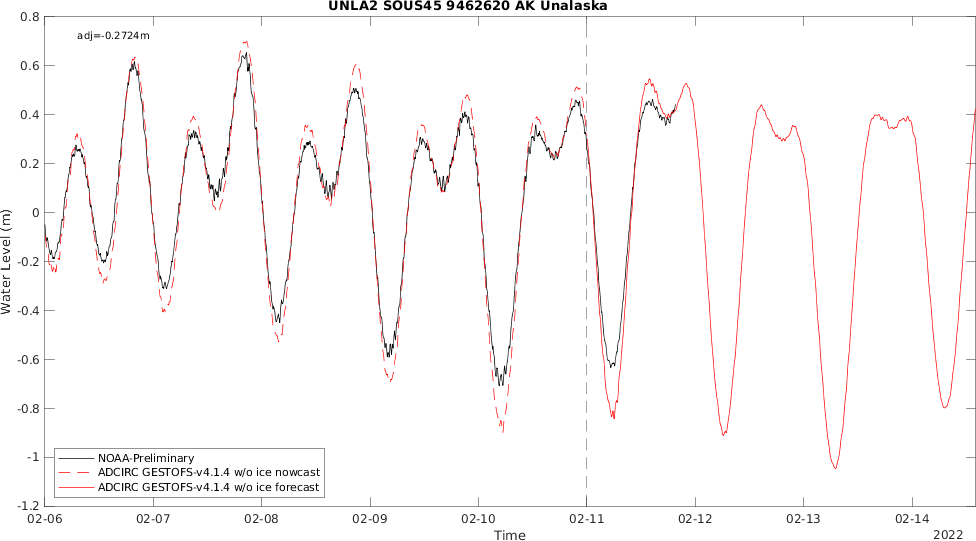 UNLA2 SOUS45 9462620 AK Unalaska
adj=-0.2724m
0.8
0.6
0.4
0.2
0
-0.2
-0.4
-0.6
-0.8
-1
-1.2
Water Level (m)
NOAA-Preliminary
ADCIRC GESTOFS-v4.1.4 w/o ice nowcast
ADCIRC GESTOFS-v4.1.4 w/o ice forecast
02-06 02-07 02-08 02-09 02-10 02-11 02-12 02-13 02-14
Time
2022